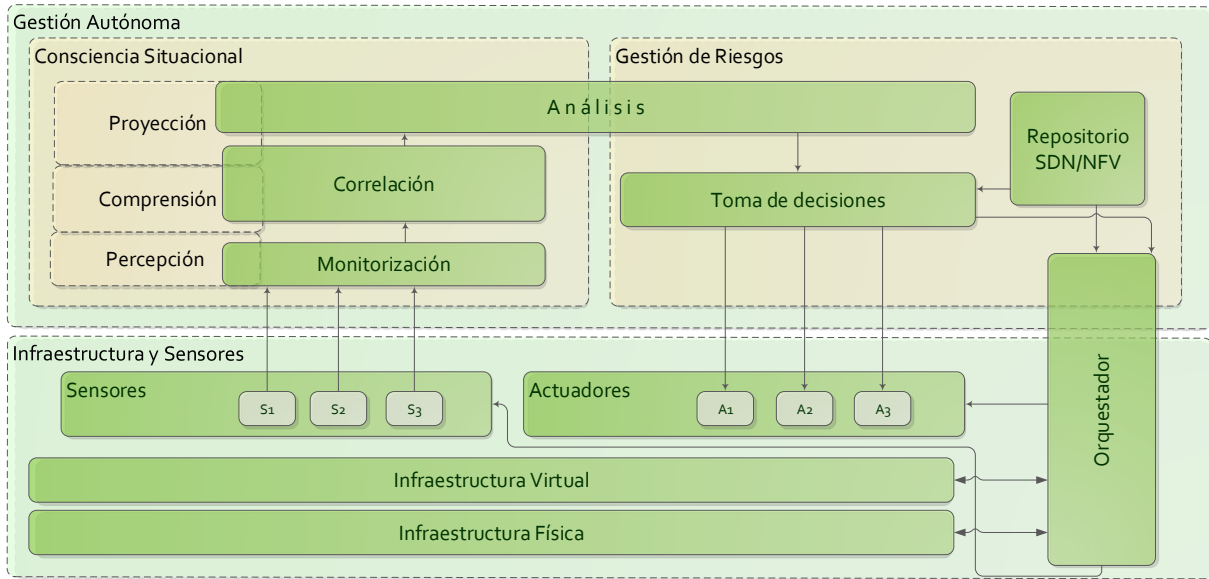 Gestión Autónoma
Consciencia Situacional
Proyección
Comprensión
Percepción
Análisis
Correlación
Monitorización
Gestión de Riesgos
Repositorio
SDN/NFV
Toma de decisiones
Orquestador
Infraestructura y Sensores
Sensores
S1
S2
S3
Actuadores
A1
A2
A3
Infraestructura Virtual
Infraestructura Física